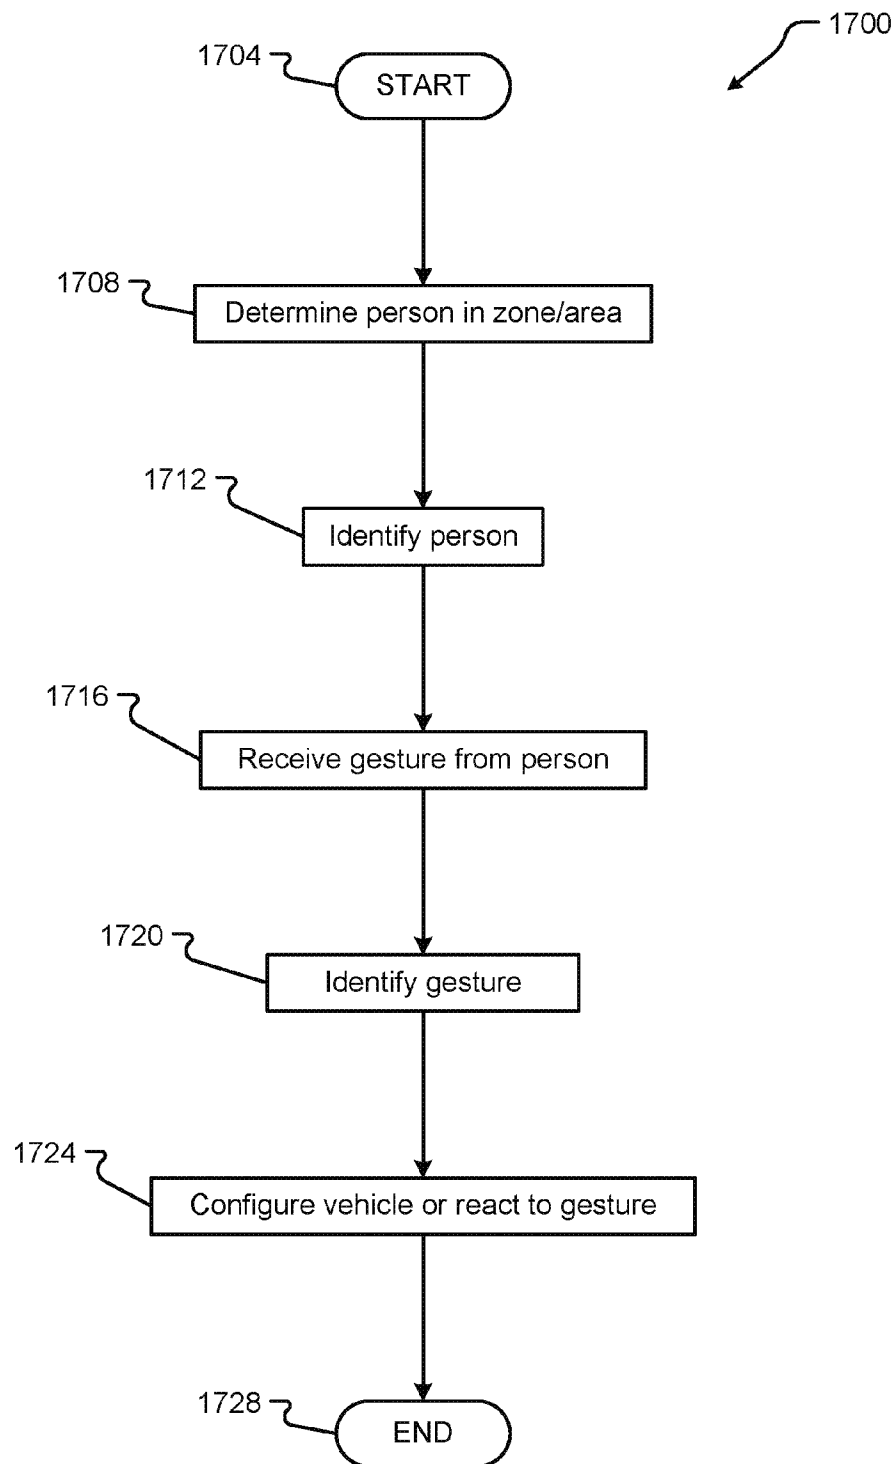 1700
1704
START
1708
Determine person in zone/area
1712
Identify person
1716
Receive gesture from person
1720
Identify gesture
1724
Configure vehicle or react to gesture
1728
END